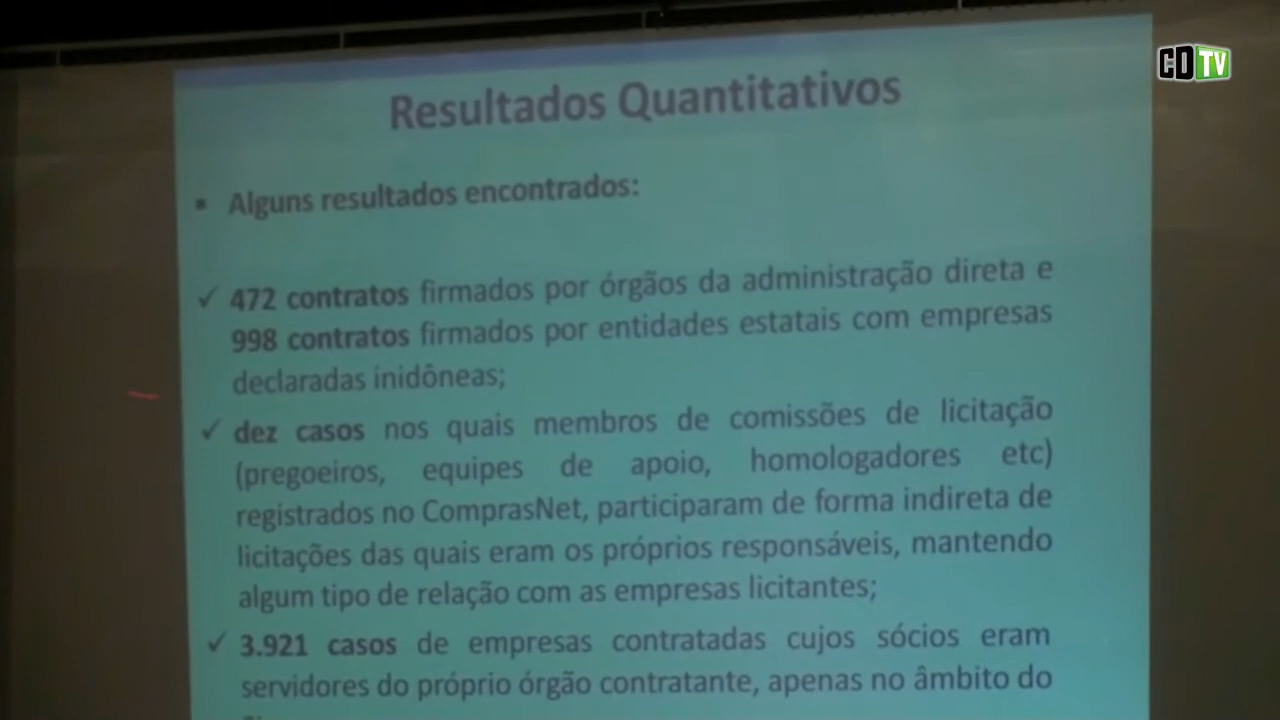 CDTV
Resultados Quantitativos
▪ Alguns resultados encontrados:
✓ 472 contratos firmados por órgãos da administração direta e
998 contratos firmados por entidades estatais com empresas
declaradas inidôneas;
✓ dez casos nos quais membros de comissões de licitação
(pregoeiros, equipes de apoio, homologadores etc)
registrados no ComprasNet, participaram de forma indireta de
licitações das quais eram os próprios responsáveis, mantendo
algum tipo de relação com as empresas licitantes;
✓ 3.921 casos de empresas contratadas cujos sócios eram
servidores do próprio órgão contratante, apenas no âmbito do